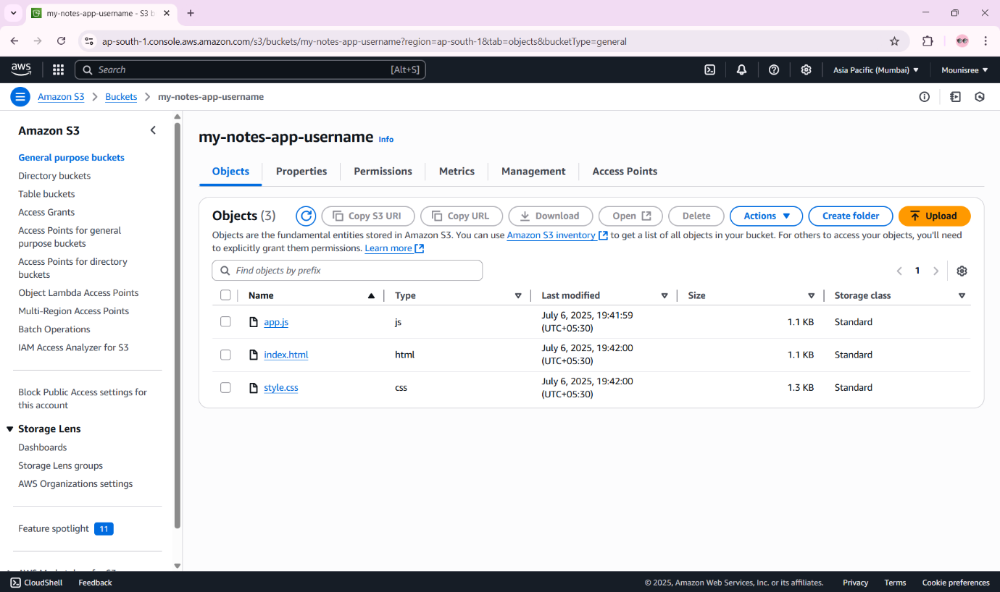 my-notes-app-username - S3 b
ap-south-1.console.aws.amazon.com/s3/buckets/my-notes-app-username?region=ap-south-1&tab=objects&bucketType=general
aws
Search [Alt+S]
Asia Pacific (Mumbai)
Mounisree
Amazon S3 > Buckets > my-notes-app-username
Amazon S3
General purpose buckets
Directory buckets
Table buckets
Access Grants
Access Points for general
purpose buckets
Access Points for directory
buckets
Object Lambda Access Points
Multi-Region Access Points
Batch Operations
IAM Access Analyzer for S3
Block Public Access settings for
this account
Storage Lens
Dashboards
Storage Lens groups
AWS Organizations settings
Feature spotlight 11
my-notes-app-username Info
Objects Properties Permissions Metrics Management Access Points
Objects (3) Copy S3 URI Copy URL Download Open Delete Actions Create folder Upload
Objects are the fundamental entities stored in Amazon S3. You can use Amazon S3 inventory to get a list of all objects in your bucket. For others to access your objects, you'll need
to explicitly grant them permissions. Learn more
Find objects by prefix
1
Name Type Last modified Size Storage class
app.js js July 6, 2025, 19:41:59 (UTC+05:30) 1.1 KB Standard
index.html html July 6, 2025, 19:42:00 (UTC+05:30) 1.1 KB Standard
style.css css July 6, 2025, 19:42:00 (UTC+05:30) 1.3 KB Standard
CloudShell Feedback
© 2025, Amazon Web Services, Inc. or its affiliates. Privacy Terms Cookie preferences